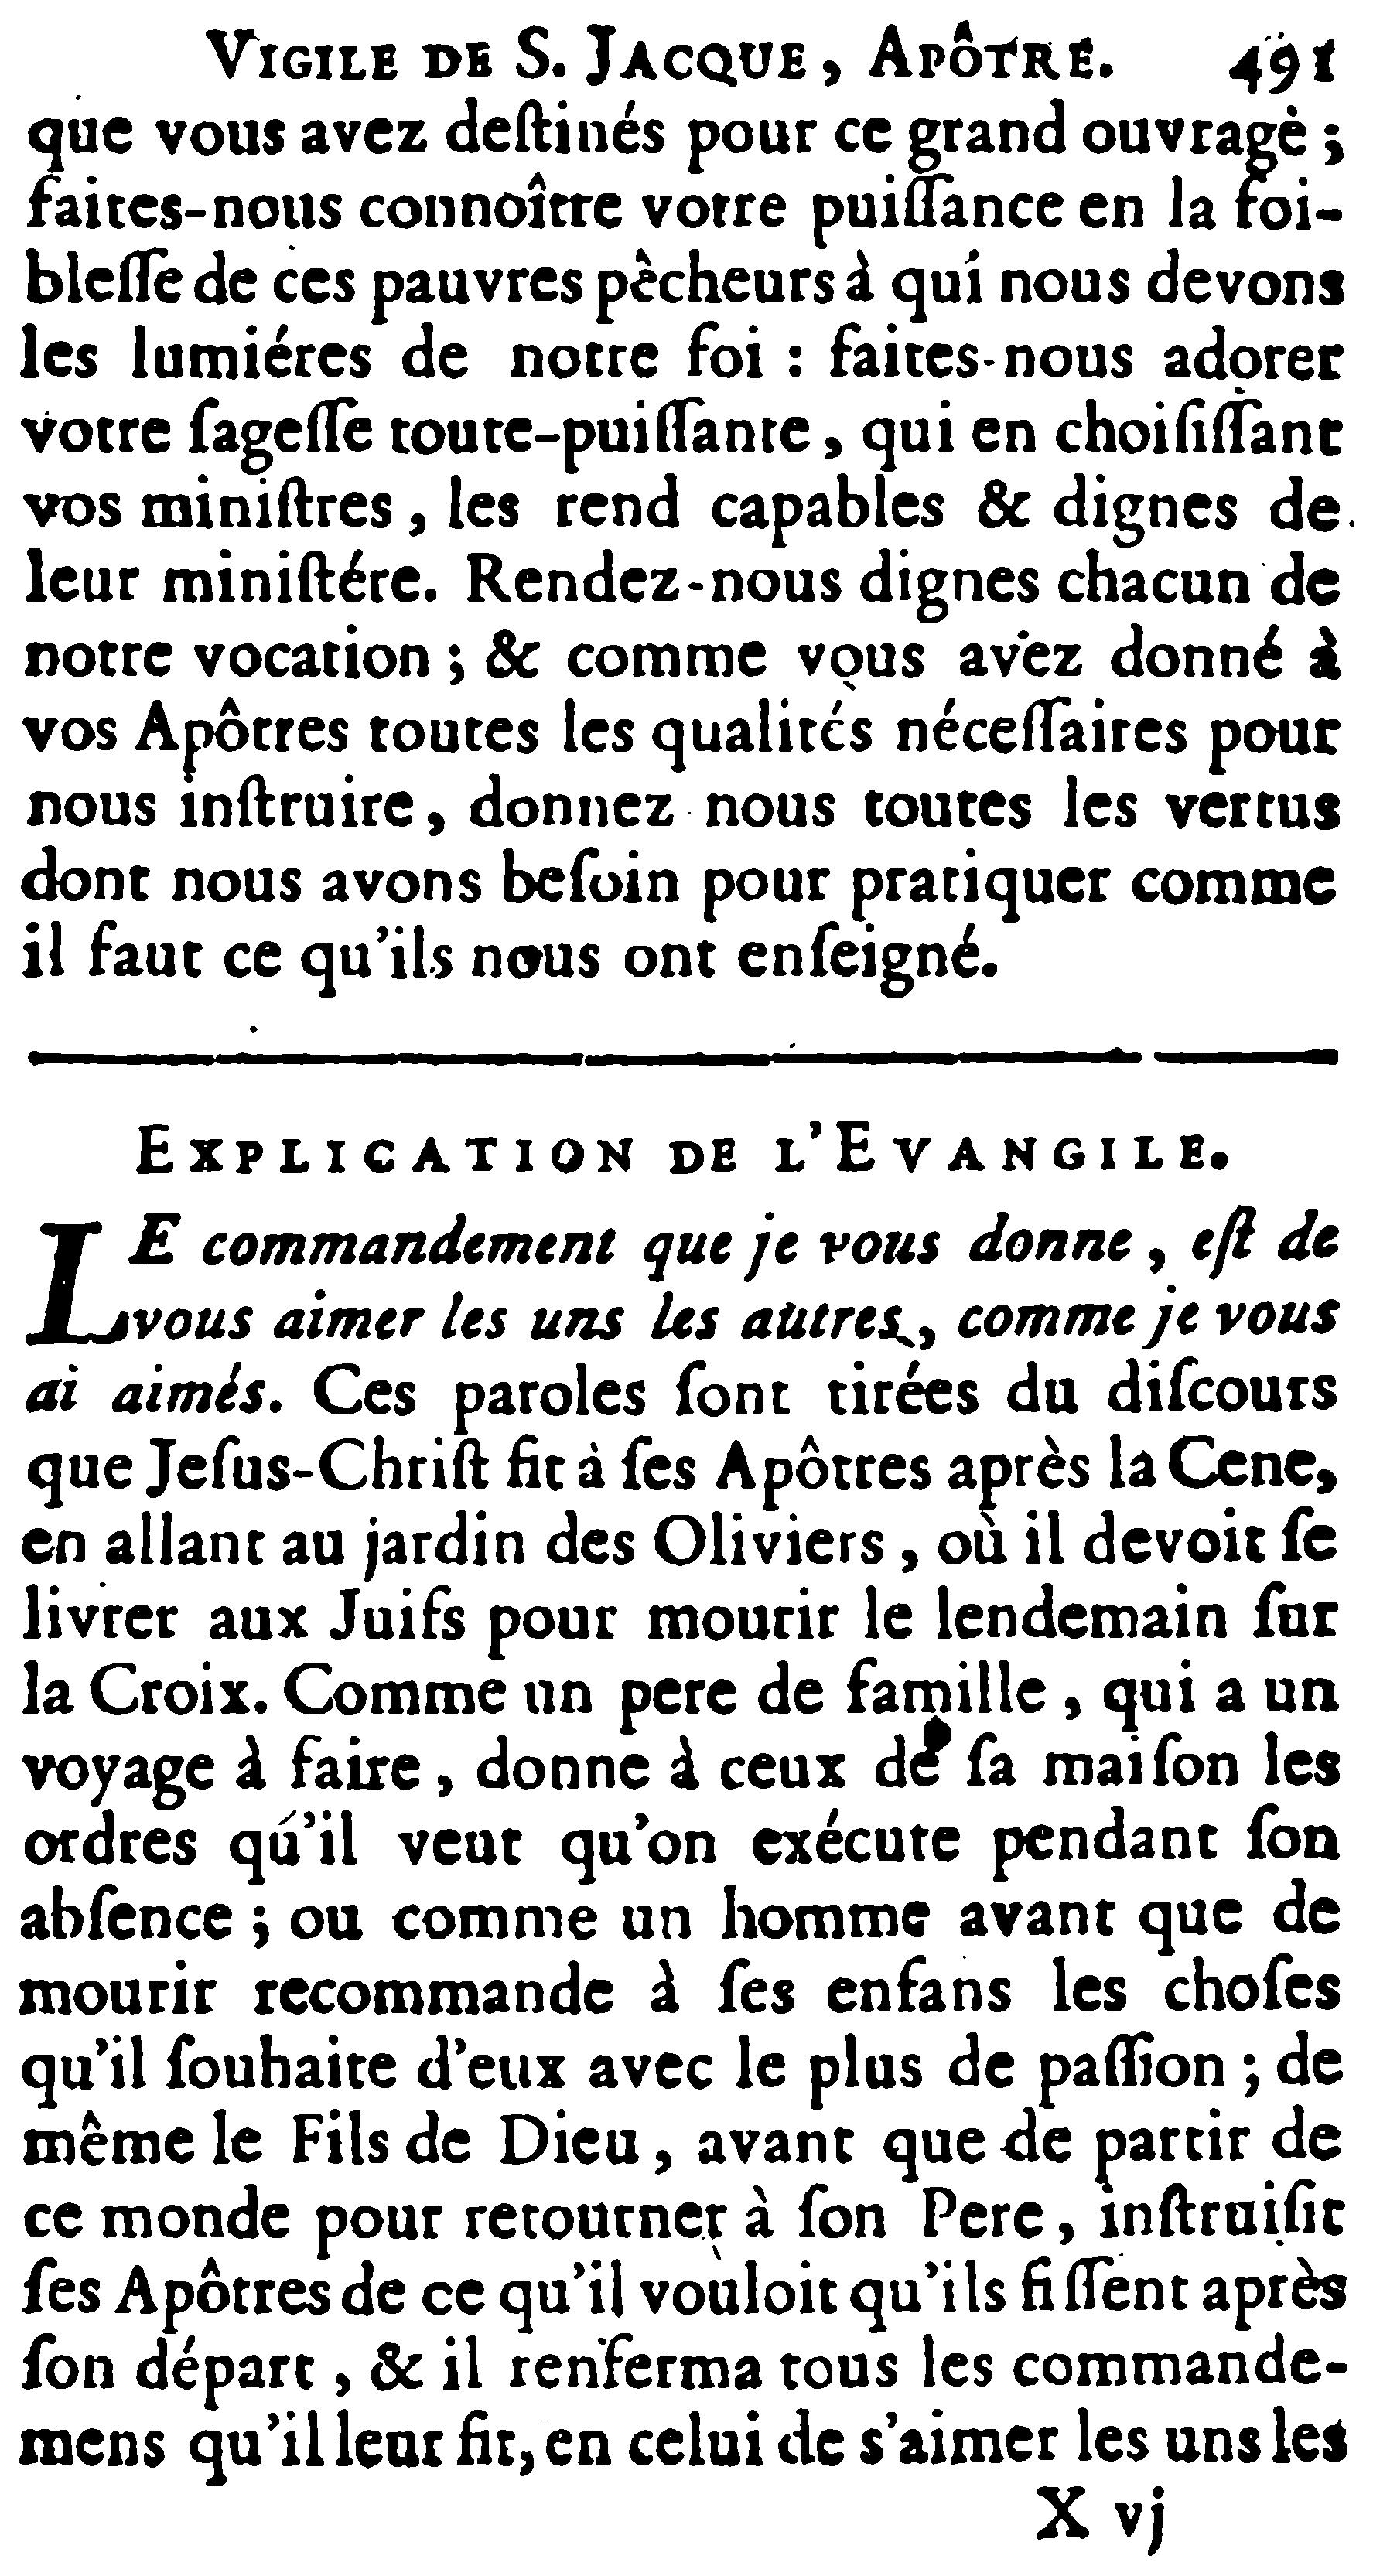 VIGILE DE S. JACQUE, APÔTRE. 491
que vous avez deſtinés pour ce grand ouvrage ;
faites-nous connoître votre puiſſance en la foi-
bleſſe de ces pauvres pêcheurs à qui nous devons
les lumiéres de notre foi : faites-nous adorer
votre ſageſſe toute-puiſſante, qui en choiſiſſant
vos miniſtres, les rend capables & dignes de
leur miniſtére. Rendez-nous dignes chacun de
notre vocation ; & comme vous avez donné à
vos Apôtres toutes les qualités néceſſaires pour
nous inſtruire, donnez nous toutes les vertus
dont nous avons beſoin pour pratiquer comme
il faut ce qu'ils nous ont enſeigné.
EXPLICATION DE L'EVANGILE.
LE commandement que je vous donne, eſt de
vous aimer les uns les autres, comme je vous
ai aimés. Ces paroles ſont tirées du diſcours
que Jeſus-Chriſt fit à ſes Apôtres après la Cene,
en allant au jardin des Oliviers, où il devoit ſe
livrer aux Juifs pour mourir le lendemain ſur
la Croix. Comme un pere de famille, qui a un
voyage à faire, donne à ceux de ſa maiſon les
ordres qu'il veut qu'on exécute pendant ſon
abſence ; ou comme un homme avant que de
mourir recommande à ſes enfans les choſes
qu'il ſouhaite d'eux avec le plus de paſſion ; de
même le Fils de Dieu, avant que de partir de
ce monde pour retourner à ſon Pere, inſtruiſit
ſes Apôtres de ce qu'il vouloit qu'ils fiſſent après
ſon départ, & il renferma tous les commande-
mens qu'il leur fit, en celui de s'aimer les uns les
X vj